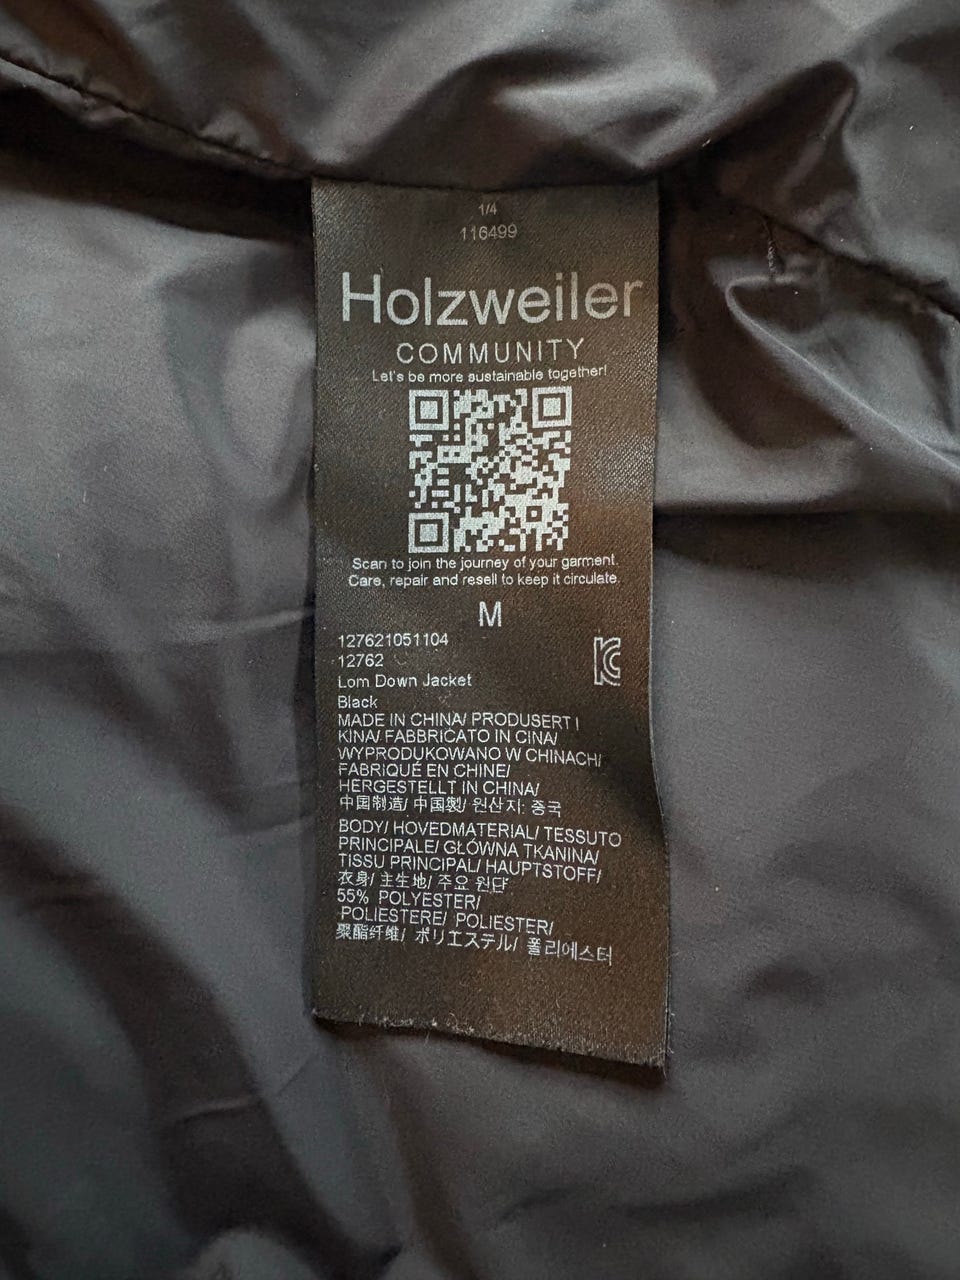 1/4
116499
Holzweiler
COMMUNITY
Let's be more sustainable together!
Scan to join the journey of your garment.
Care, repair and resell to keep it circulate.
M
127621051104
12762
Lom Down Jacket
Black
MADE IN CHINA/ PRODUSERT I
KINA/ FABBRICATO IN CINA/
WYPRODUKOWANO W CHINACH/
FABRIQUÉ EN CHINE/
HERGESTELLT IN CHINA/
中国制造/ 中国製/ 원산지: 중국
BODY/ HOVEDMATERIAL/ TESSUTO
PRINCIPALE/ GŁÓWNA TKANINA/
TISSU PRINCIPAL/ HAUPTSTOFF/
衣身/ 主生地/ 주요 원단
55% POLYESTER/
POLIESTERE/ POLIESTER/
聚酯纤维/ ポリエステル/ 폴리에스터